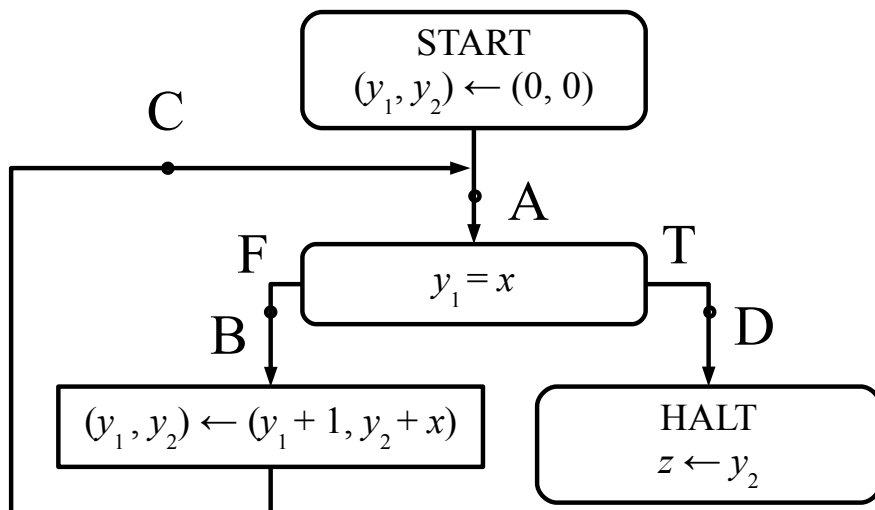 START
(y₁, y₂) ← (0, 0)
C
A
F
T
y₁ = x
B
D
(y₁, y₂) ← (y₁ + 1, y₂ + x)
HALT
z ← y₂